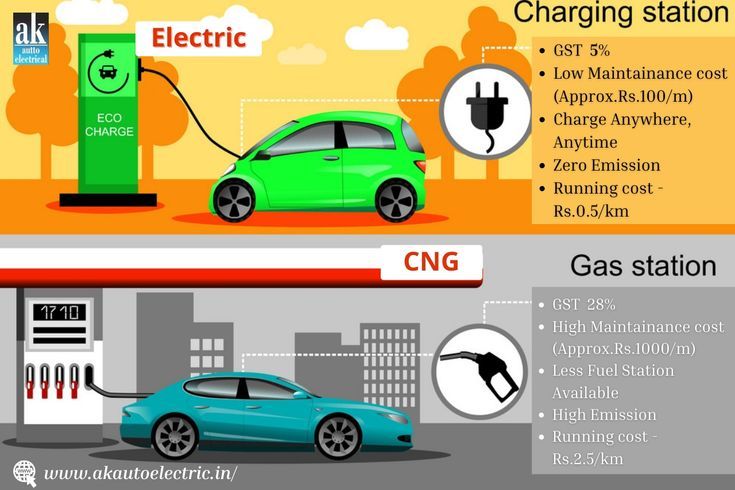 ak
auto
electrical
Electric
ECO
CHARGE
Charging station
• GST 5%
• Low Maintainance cost
(Approx.Rs.100/m)
• Charge Anywhere,
Anytime
• Zero Emission
• Running cost -
Rs.0.5/km
CNG
Gas station
1710
• GST 28%
• High Maintainance cost
(Approx.Rs.1000/m)
• Less Fuel Station
Available
• High Emission
• Running cost -
Rs.2.5/km
www.akautoelectric.in/